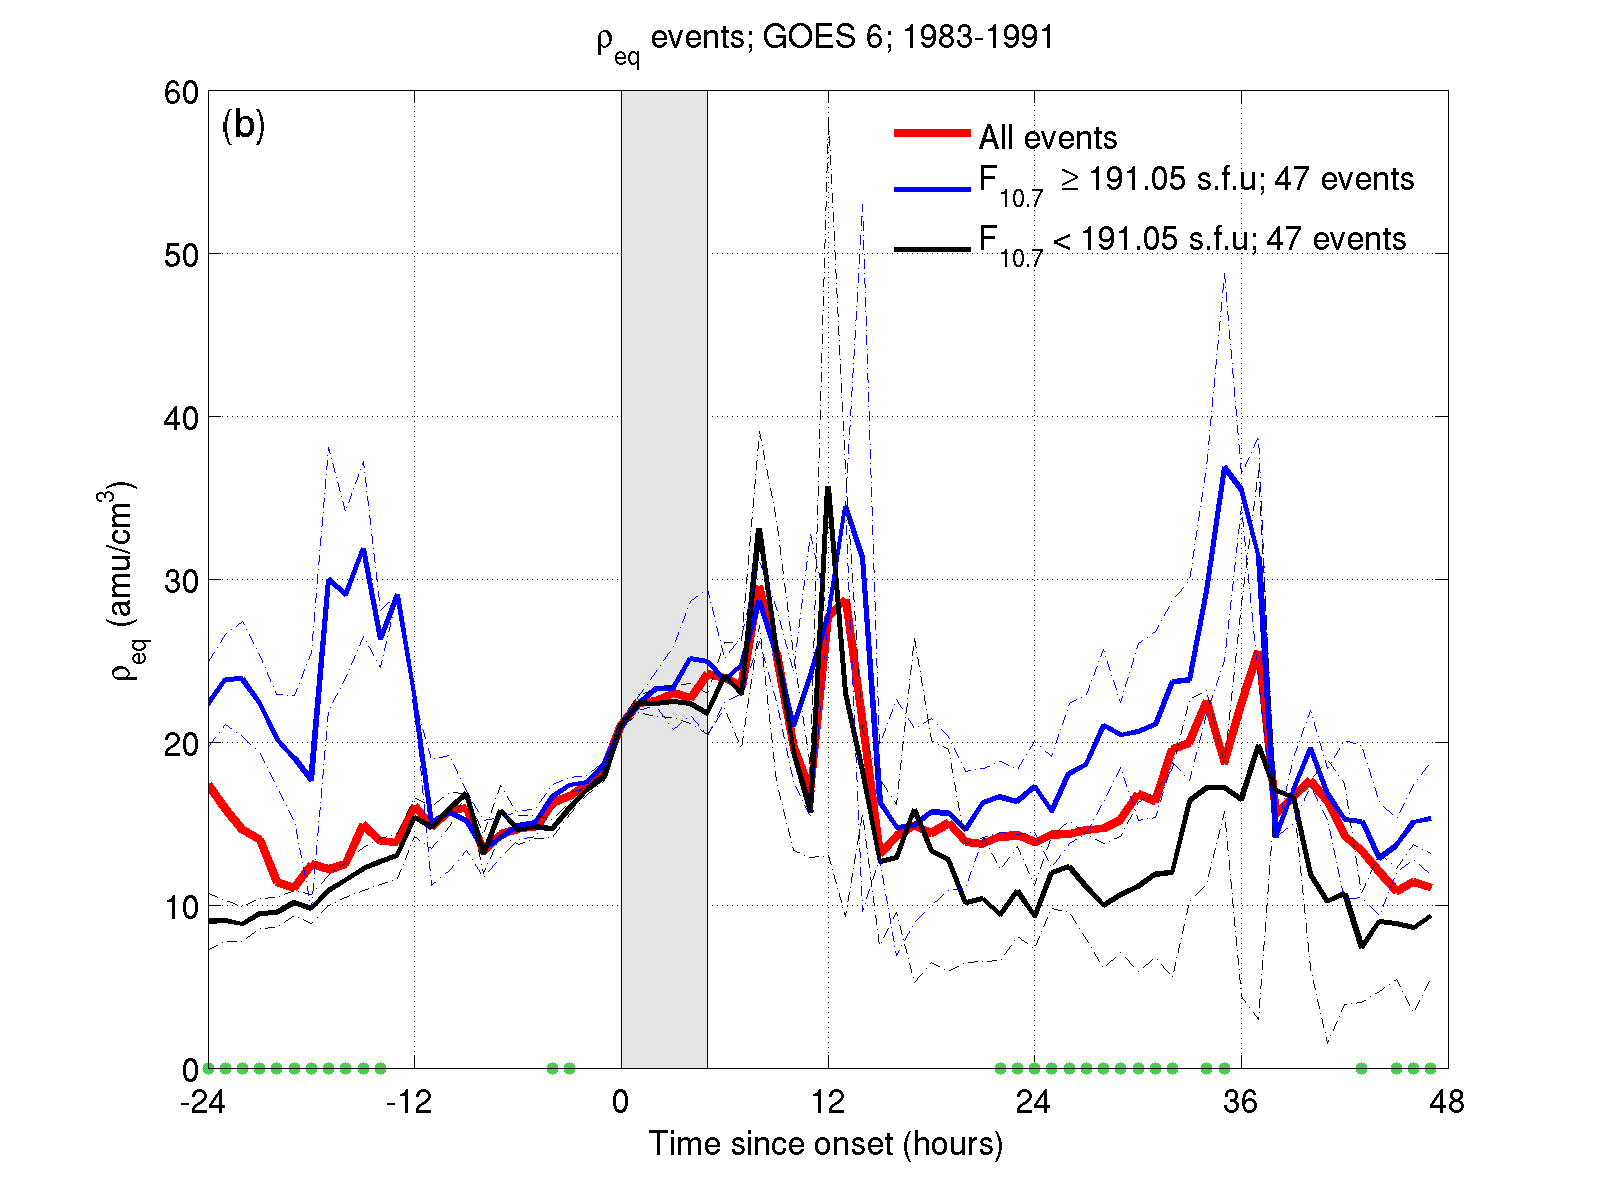 ρeq events; GOES 6; 1983-1991
(b)
All events
F10.7 ≥ 191.05 s.f.u; 47 events
F10.7 < 191.05 s.f.u; 47 events
60
50
40
30
20
10
0
ρeq (amu/cm3)
-24 -12 0 12 24 36 48
Time since onset (hours)